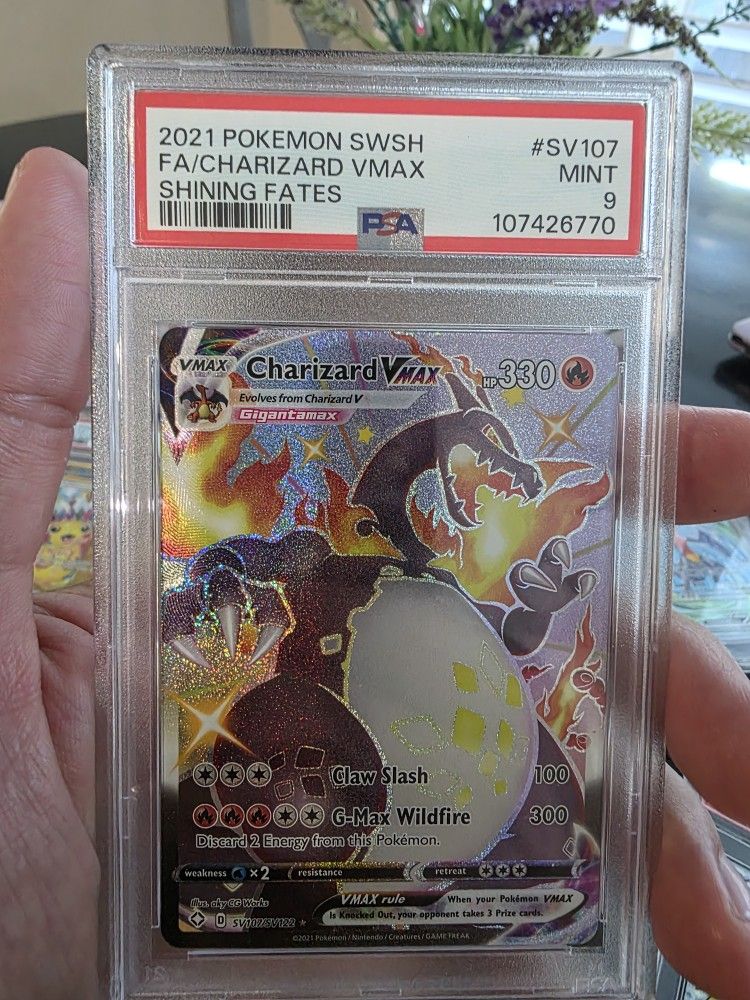 2021 POKEMON SWSH #SV107
FA/CHARIZARD VMAX MINT
SHINING FATES 9
PSA 107426770
VMAX Charizard VMAX HP 330
Evolves from Charizard V
Gigantamax
Claw Slash 100
G-Max Wildfire 300
Discard 2 Energy from this Pokémon.
weakness ×2 resistance retreat
Illus. aky CG Works VMAX rule When your Pokémon VMAX
is Knocked Out, your opponent takes 3 Prize cards.
D SV107/SV122
©2021 Pokémon / Nintendo / Creatures / GAME FREAK